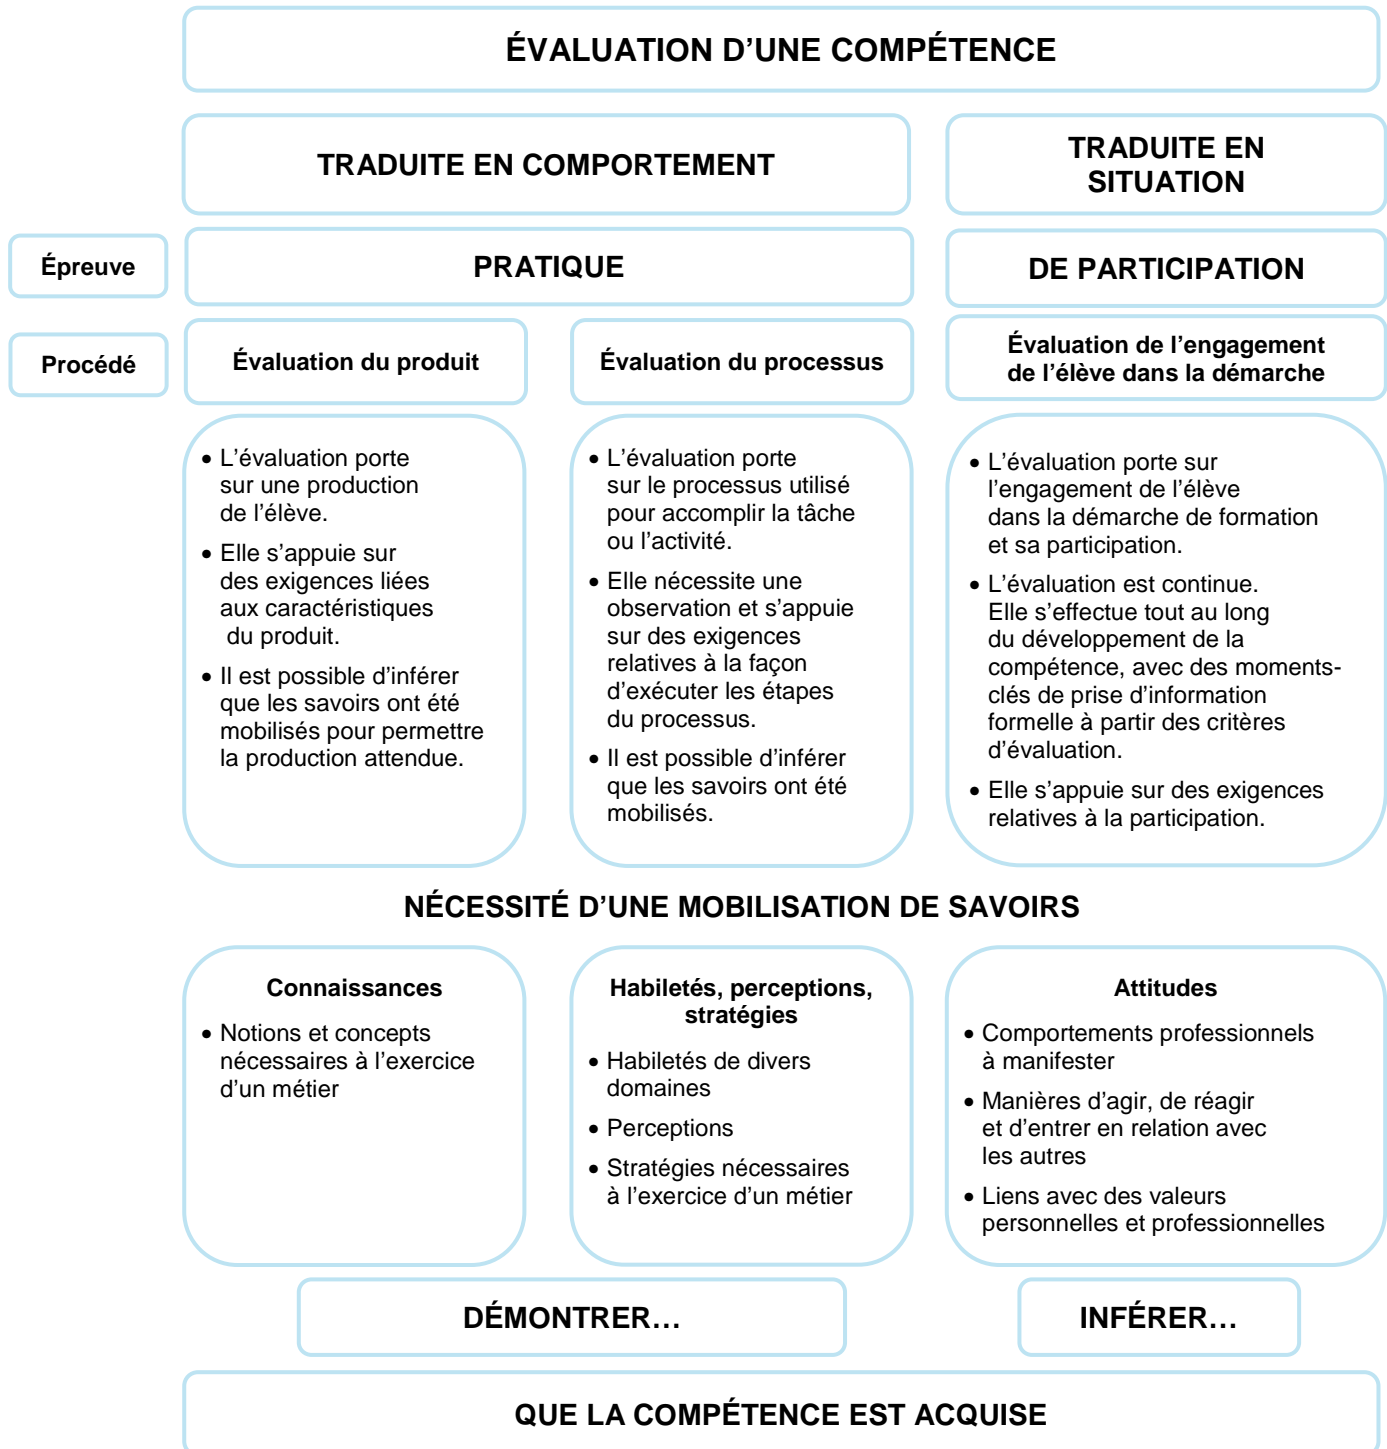 ÉVALUATION D’UNE COMPÉTENCE
TRADUITE EN COMPORTEMENT
TRADUITE EN
SITUATION
Épreuve
PRATIQUE
DE PARTICIPATION
Procédé
Évaluation du produit
Évaluation du processus
Évaluation de l’engagement
de l’élève dans la démarche
• L’évaluation porte
sur une production
de l’élève.
• Elle s’appuie sur
des exigences liées
aux caractéristiques
du produit.
• Il est possible d’inférer
que les savoirs ont été
mobilisés pour permettre
la production attendue.
• L’évaluation porte
sur le processus utilisé
pour accomplir la tâche
ou l’activité.
• Elle nécessite une
observation et s’appuie
sur des exigences
relatives à la façon
d’exécuter les étapes
du processus.
• Il est possible d’inférer
que les savoirs ont été
mobilisés.
• L’évaluation porte sur
l’engagement de l’élève
dans la démarche de formation
et sa participation.
• L’évaluation est continue.
Elle s’effectue tout au long
du développement de la
compétence, avec des moments-
clés de prise d’information
formelle à partir des critères
d’évaluation.
• Elle s’appuie sur des exigences
relatives à la participation.
NÉCESSITÉ D’UNE MOBILISATION DE SAVOIRS
Connaissances
• Notions et concepts
nécessaires à l’exercice
d’un métier
Habiletés, perceptions,
stratégies
• Habiletés de divers
domaines
• Perceptions
• Stratégies nécessaires
à l’exercice d’un métier
Attitudes
• Comportements professionnels
à manifester
• Manières d’agir, de réagir
et d’entrer en relation avec
les autres
• Liens avec des valeurs
personnelles et professionnelles
DÉMONTRER…
INFÉRER…
QUE LA COMPÉTENCE EST ACQUISE